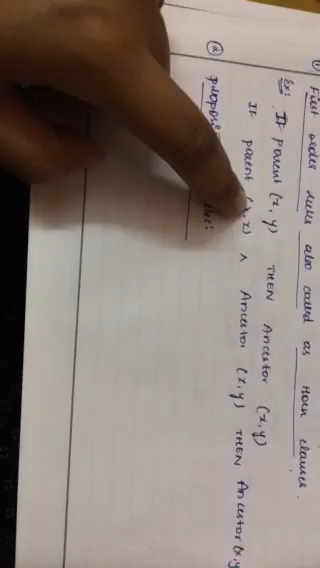 First order rules also called as Horn clauses.
Ex: If parent (x, y) THEN Ancestor (x,y)
If parent (x,z) ∧ Ancestor (z,y) THEN Ancestor(x,y
②